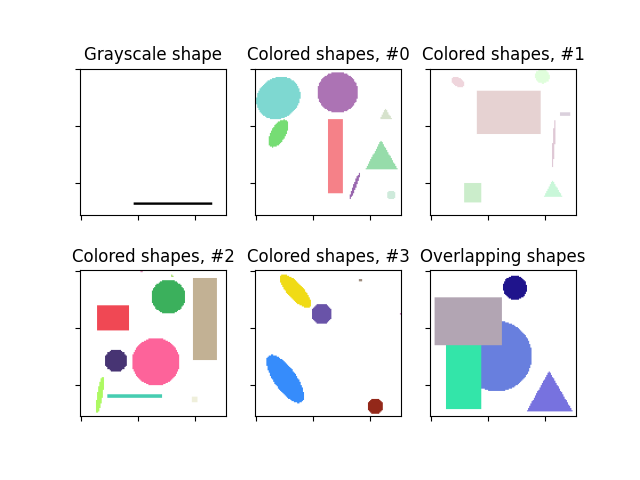 Grayscale shape
Colored shapes, #0
Colored shapes, #1
Colored shapes, #2
Colored shapes, #3
Overlapping shapes